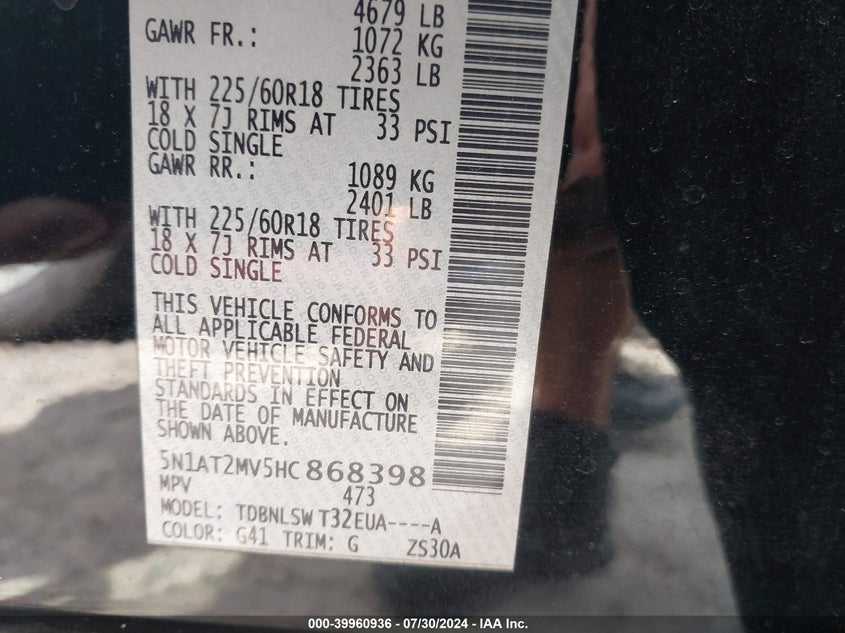 4679 LB
GAWR FR.: 1072 KG
2363 LB
WITH 225/60R18 TIRES
18 X 7J RIMS AT 33 PSI
COLD SINGLE
GAWR RR.: 1089 KG
2401 LB
WITH 225/60R18 TIRES
18 X 7J RIMS AT 33 PSI
COLD SINGLE
THIS VEHICLE CONFORMS TO
ALL APPLICABLE FEDERAL
MOTOR VEHICLE SAFETY AND
THEFT PREVENTION
STANDARDS IN EFFECT ON
THE DATE OF MANUFACTURE
SHOWN ABOVE.
5N1AT2MV5HC868398
MPV 473
MODEL: TDBNLSW T32EUA----A
COLOR: G41 TRIM: G ZS30A
000-39960936 - 07/30/2024 - IAA Inc.